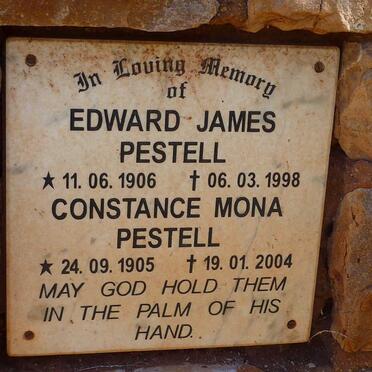 In Loving Memory
of
EDWARD JAMES
PESTELL
★ 11. 06. 1906 † 06. 03. 1998
CONSTANCE MONA
PESTELL
★ 24. 09. 1905 † 19. 01. 2004
MAY GOD HOLD THEM
IN THE PALM OF HIS
HAND.